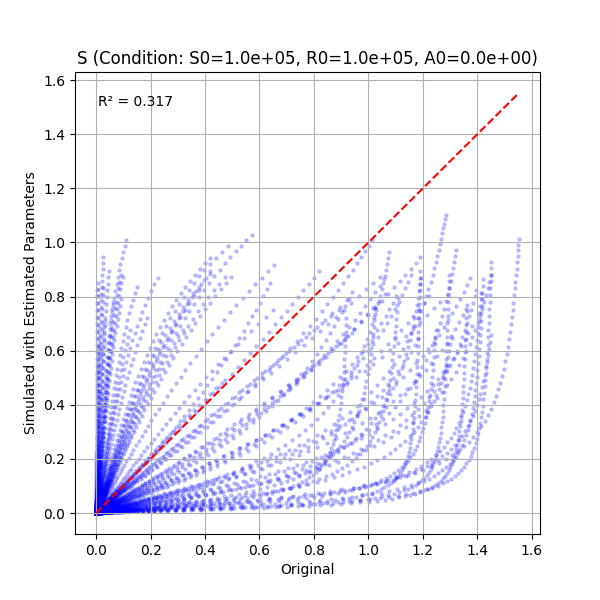 S (Condition: S0=1.0e+05, R0=1.0e+05, A0=0.0e+00)
R² = 0.317
1.6
1.4
1.2
1.0
0.8
0.6
0.4
0.2
0.0
Simulated with Estimated Parameters
0.0 0.2 0.4 0.6 0.8 1.0 1.2 1.4 1.6
Original